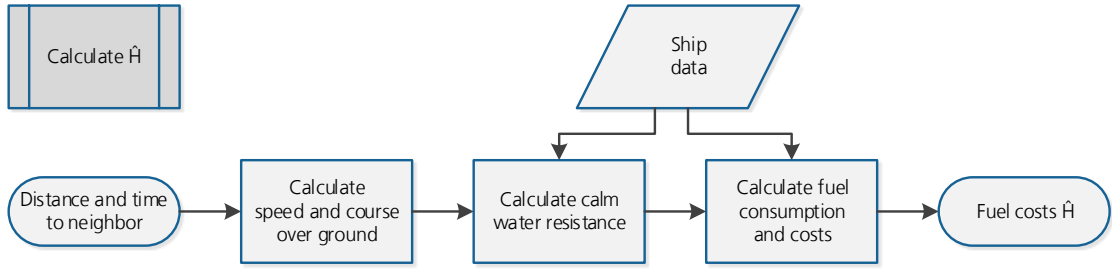 Calculate Ĥ
Ship
data
Distance and time
to neighbor
Calculate
speed and course
over ground
Calculate calm
water resistance
Calculate fuel
consumption
and costs
Fuel costs Ĥ